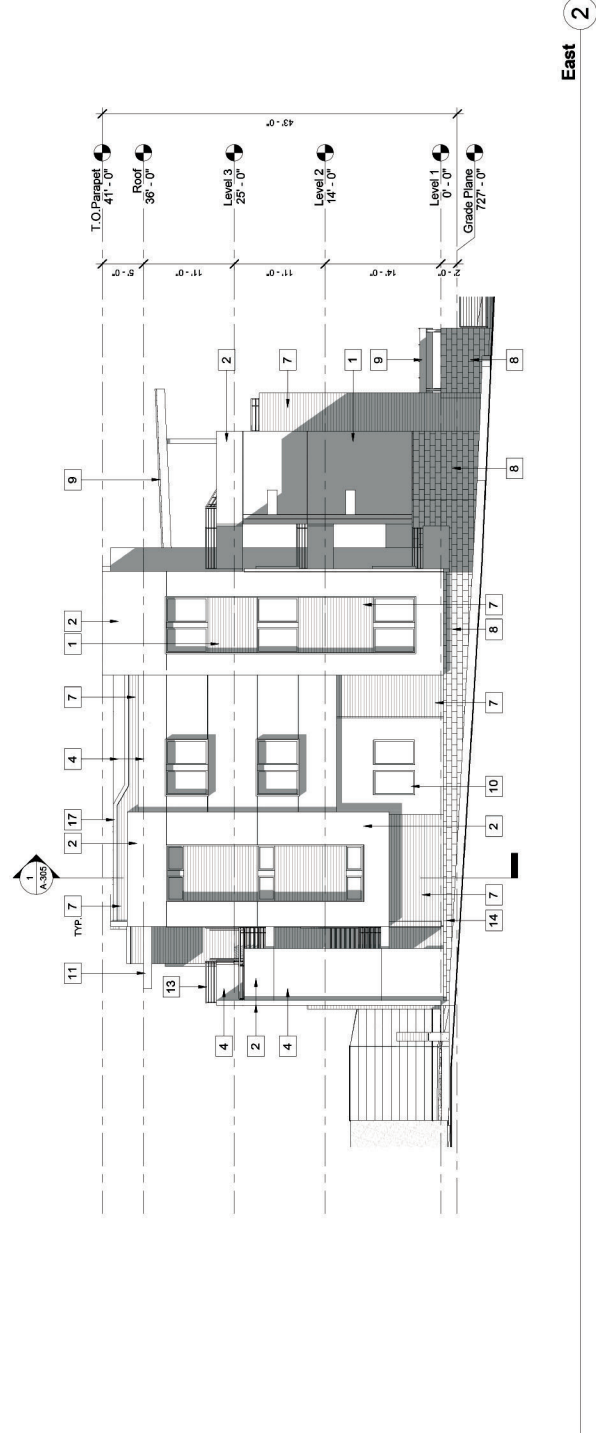 1
A-305
11
TYP. 7
2
17
4
7
1
2
9
2
7
1
9
13
4
2
4
14
7
2
10
7
8
7
8
8
T.O.Parapet
41' - 0"
Roof
36' - 0"
Level 3
25' - 0"
Level 2
14' - 0"
Level 1
0' - 0"
Grade Plane
727' - 0"
5' - 0"
11' - 0"
11' - 0"
14' - 0"
2' - 0"
43' - 0"
East 2